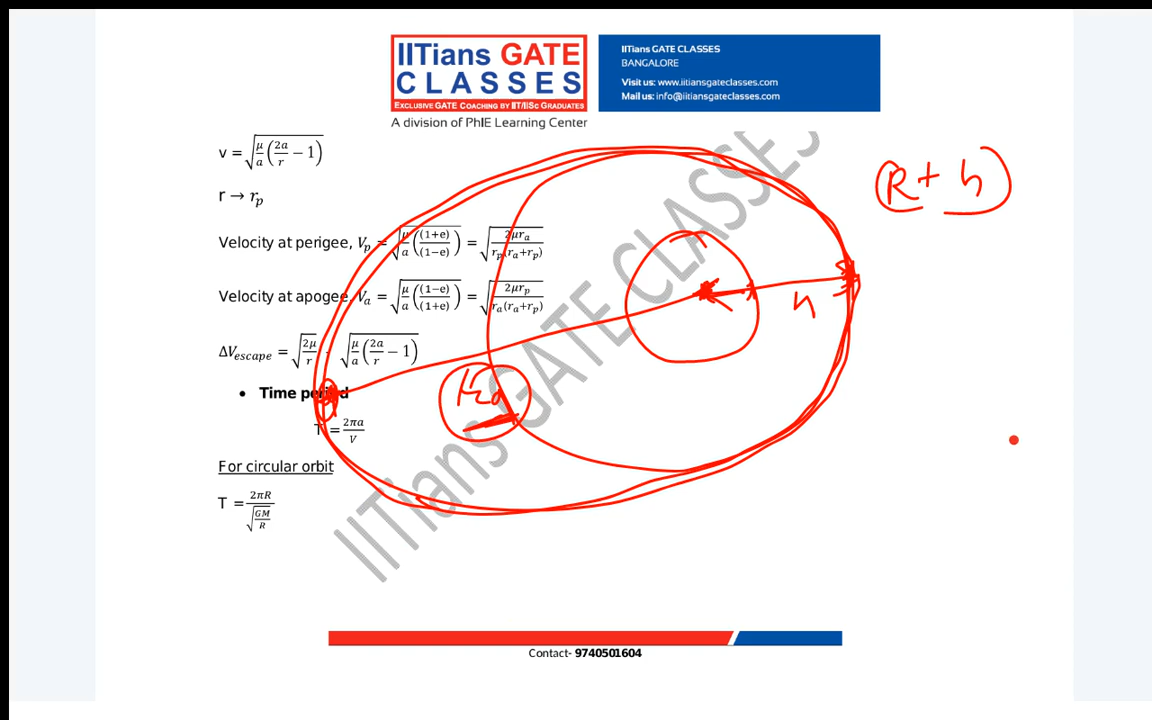 IITians GATE
CLASSES
EXCLUSIVE GATE COACHING BY IIT/IISc GRADUATES
A division of PhIE Learning Center
IITians GATE CLASSES
BANGALORE
Visit us: www.iitiansgateclasses.com
Mail us: info@iitiansgateclasses.com
v = √(μ/a (2a/r − 1))
r → r_p
(R + h)
Velocity at perigee, V_p = √(μ/a ((1+e)/(1−e))) = √(2μr_a/(r_p(r_a+r_p)))
Velocity at apogee, V_a = √(μ/a ((1−e)/(1+e))) = √(2μr_p/(r_a(r_a+r_p)))
h
ΔV_escape = √(2μ/r) - √(μ/a (2a/r − 1))
• Time period
T = 2πa/V
For circular orbit
T = 2πR/√(GM/R)
IITians GATE CLASSES
Contact- 9740501604